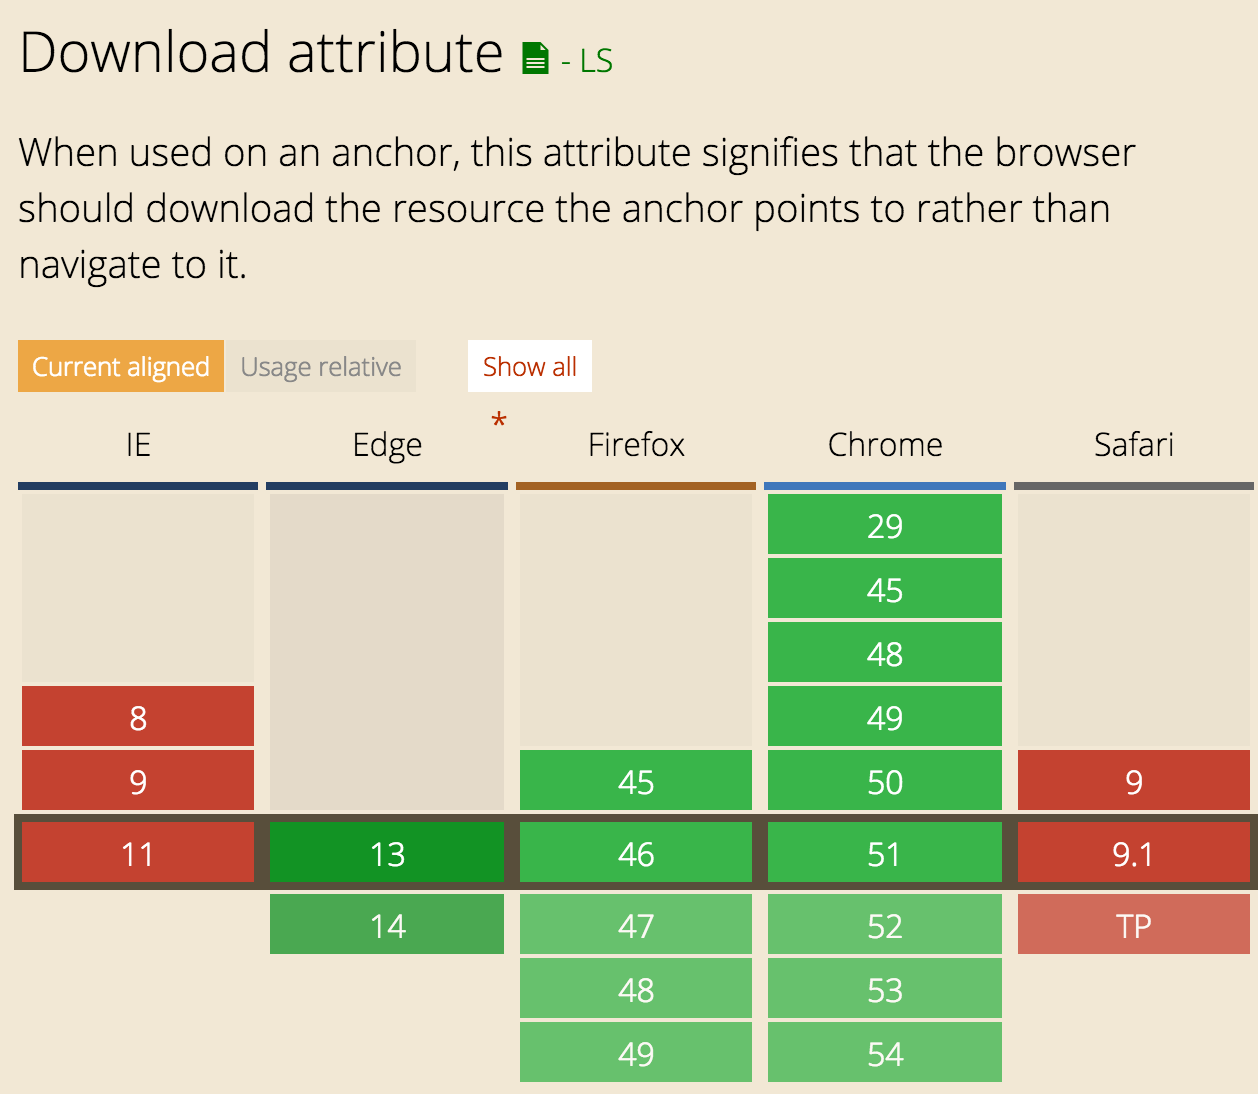 Download attribute - LS
When used on an anchor, this attribute signifies that the browser
should download the resource the anchor points to rather than
navigate to it.
Current aligned Usage relative Show all
IE Edge * Firefox Chrome Safari
29
45
48
8 49
9 45 50 9
11 13 46 51 9.1
14 47 52 TP
48 53
49 54